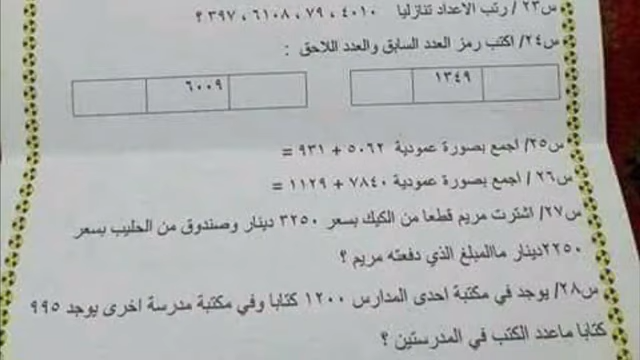 س٢٣/ رتب الاعداد تنازليا ٤٠١٠ ، ٧٩ ، ٦١٠٨ ، ٣٩٧ ؟
س٢٤/ اكتب رمز العدد السابق والعدد اللاحق :
١٣٤٩
٦٠٠٩
س٢٥/ اجمع بصورة عمودية ٥٠٦٢ + ٩٣١ =
س٢٦/ اجمع بصورة عمودية ٧٨٤٠ + ١١٢٩ =
س٢٧/ اشترت مريم قطعا من الكيك بسعر ٣٢٥٠ دينار وصندوق من الحليب بسعر
٢٢٥٠دينار ماالمبلغ الذي دفعته مريم ؟
س٢٨/ يوجد في مكتبة احدى المدارس ١٢٠٠ كتابا وفي مكتبة مدرسة اخرى يوجد ٩٩٥
كتابا ماعدد الكتب في المدرستين ؟